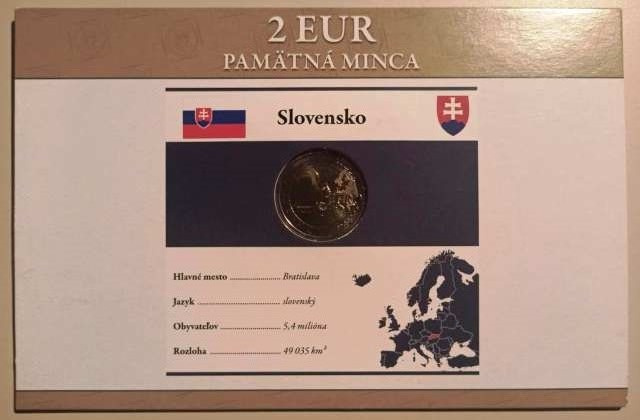 2 EUR
PAMÄTNÁ MINCA
Slovensko
Hlavné mesto ........................ Bratislava
Jazyk ........................................ slovenský
Obyvateľov ............................. 5,4 milióna
Rozloha ................................... 49 035 km²